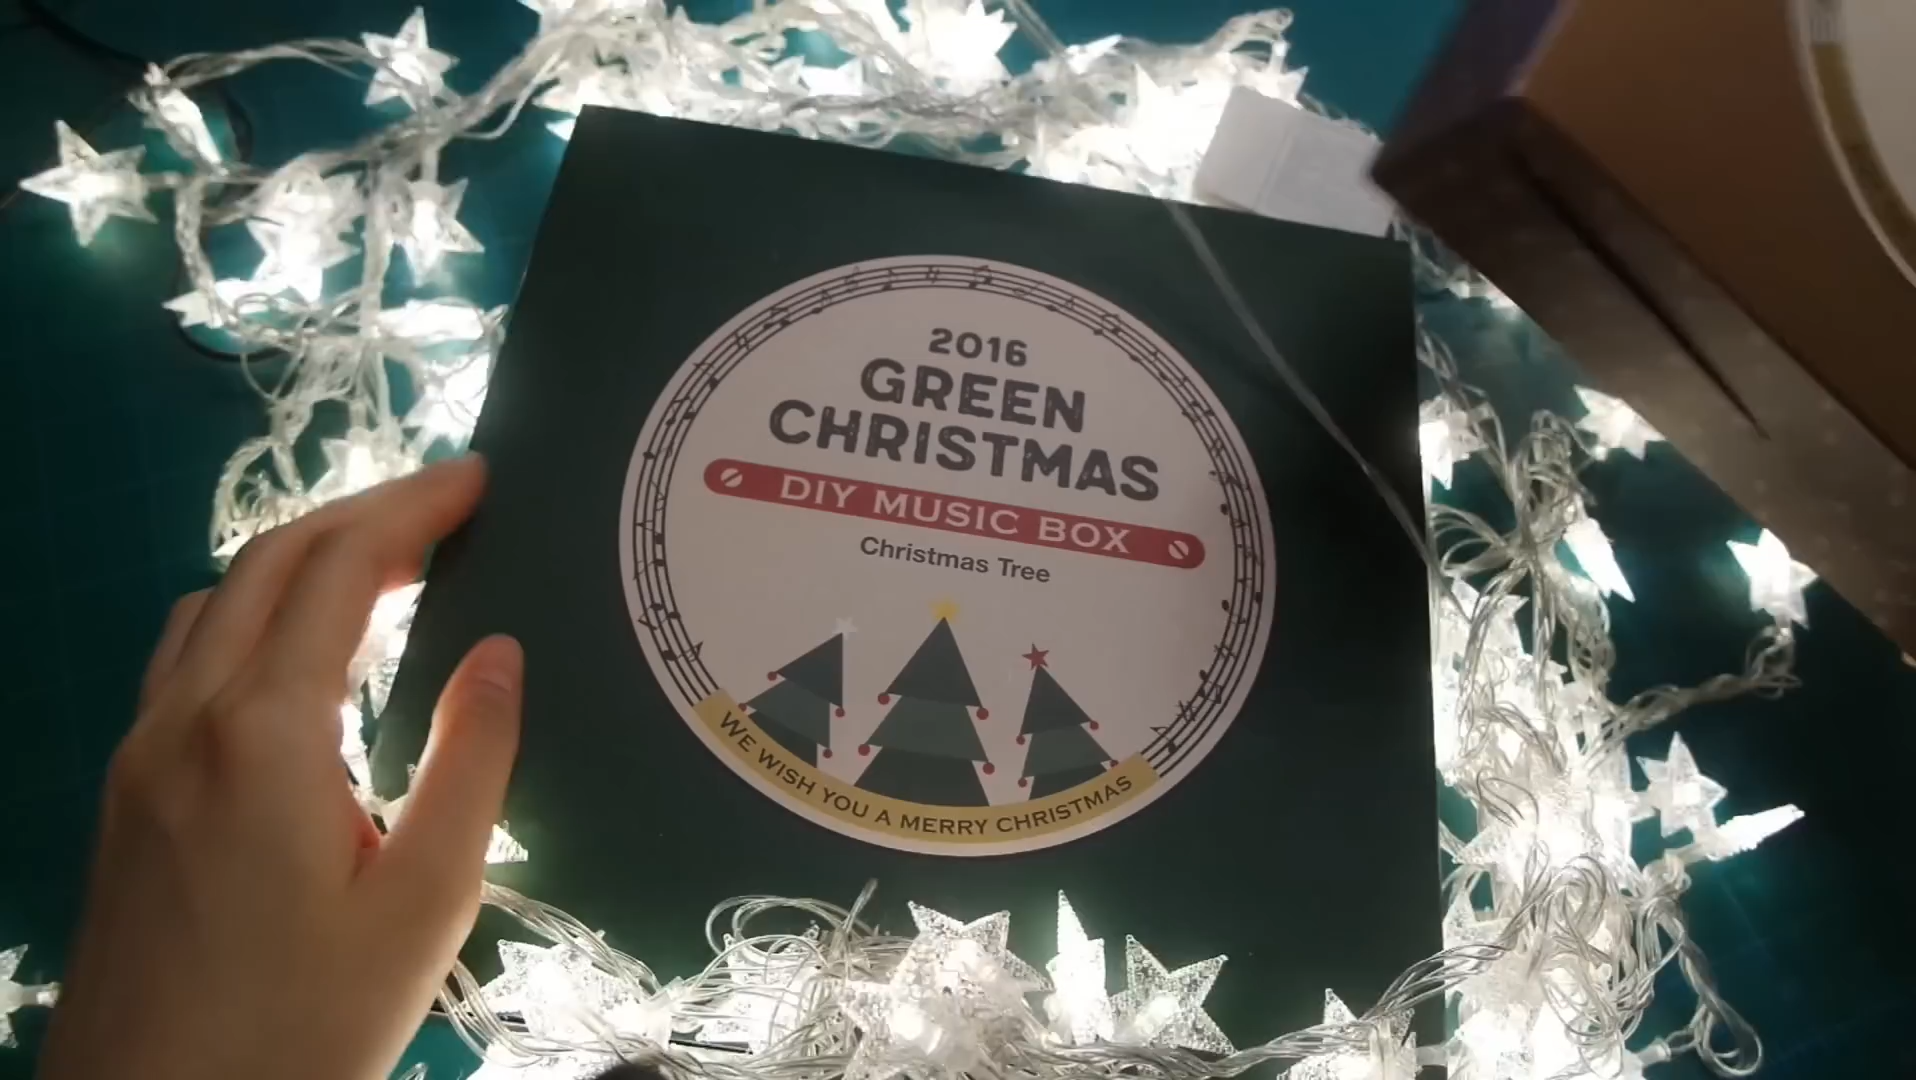 2016
GREEN
CHRISTMAS
DIY MUSIC BOX
Christmas Tree
WE WISH YOU A MERRY CHRISTMAS